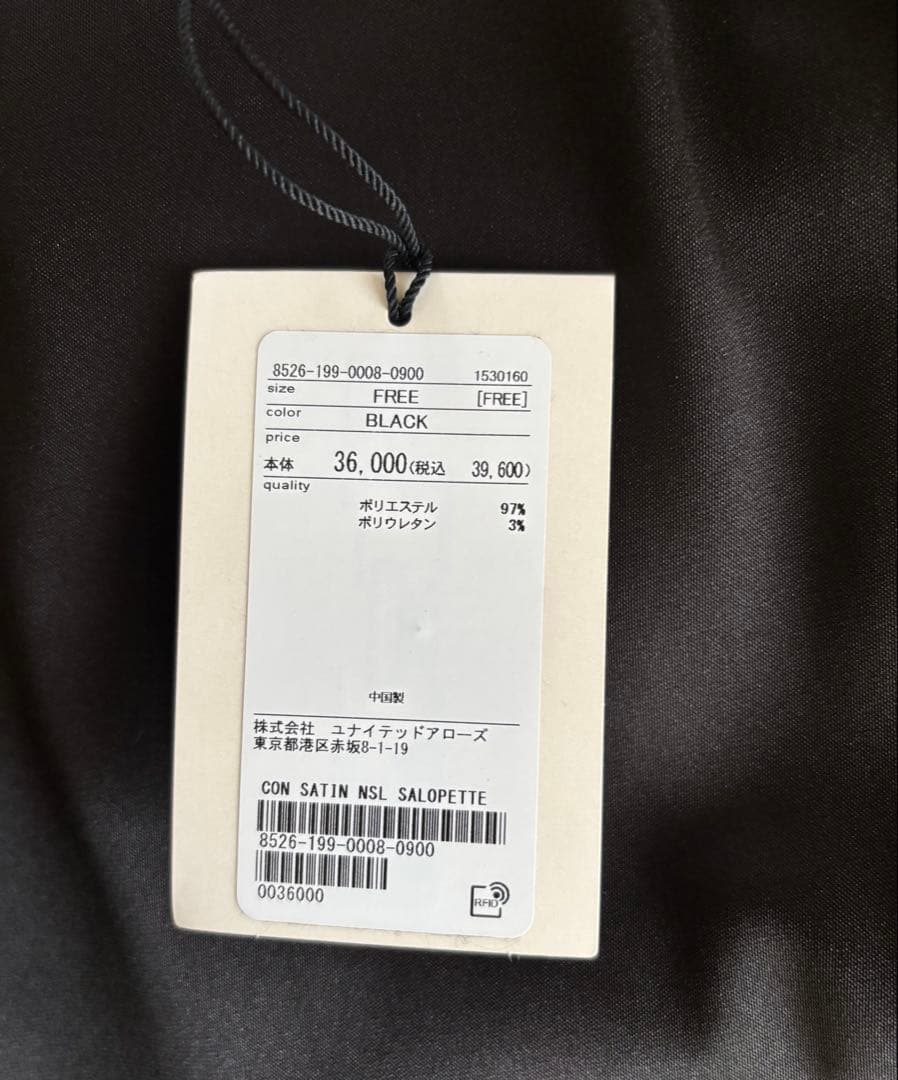 8526-199-0008-0900 1530160
size FREE [FREE]
color BLACK
price
本体 36,000(税込 39,600)
quality
ポリエステル 97%
ポリウレタン 3%
中国製
株式会社 ユナイテッドアローズ
東京都港区赤坂8-1-19
CON SATIN NSL SALOPETTE
8526-199-0008-0900
0036000
RFID